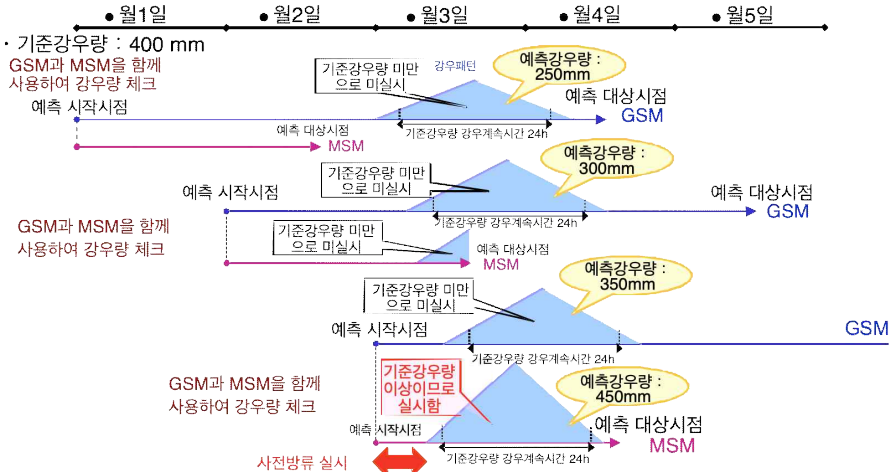 ● 월1일
● 월2일
● 월3일
● 월4일
● 월5일
· 기준강우량 : 400 mm
GSM과 MSM을 함께
사용하여 강우량 체크
기준강우량 미만
으로 미실시
강우패턴
예측강우량 :
250mm
예측 시작시점
예측 대상시점
GSM
기준강우량 강우계속시간 24h
예측 대상시점
MSM
예측강우량 :
300mm
기준강우량 미만
으로 미실시
예측 시작시점
예측 대상시점
GSM
기준강우량 강우계속시간 24h
GSM과 MSM을 함께
사용하여 강우량 체크
기준강우량 미만
으로 미실시
예측 대상시점
MSM
예측강우량 :
350mm
기준강우량 미만
으로 미실시
예측 시작시점
GSM
기준강우량 강우계속시간 24h
GSM과 MSM을 함께
사용하여 강우량 체크
기준강우량
이상이므로
실시함
예측강우량 :
450mm
예측 시작시점
예측 대상시점
MSM
기준강우량 강우계속시간 24h
사전방류 실시